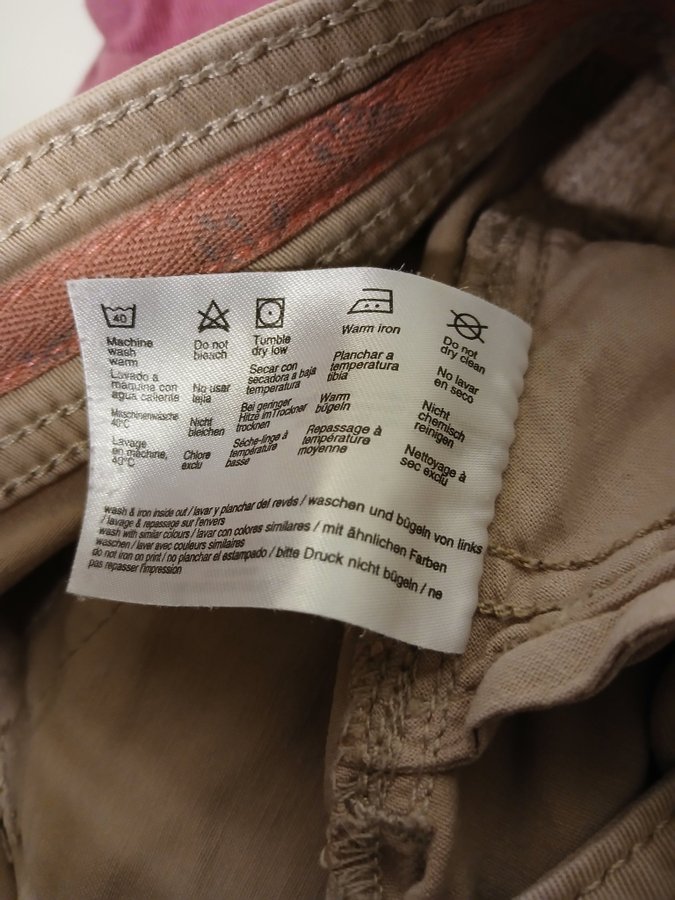 40
Machine
wash
warm
Lavado a
maquina con
agua caliente
Maschinenwäsche
40°C
Lavage
en machine,
40°C
Do not
bleach
No usar
lejia
Nicht
bleichen
Chlore
exclu
Tumble
dry low
Secar con
secadora a baja
temperatura
Bei geringer
Hitze imTrockner
trocknen
Séche-linge à
température
basse
Warm iron
Planchar a
temperatura
tibia
Warm
bügeln
Repassage à
température
moyenne
Do not
dry clean
No lavar
en seco
Nicht
chemisch
reinigen
Nettoyage à
sec exclu
wash & iron inside out / lavar y planchar del revés / waschen und bügeln von links
/ lavage & repassage sur l'envers
wash with similar colours / lavar con colores similares / mit ähnlichen Farben
waschen / laver avec couleurs similaires
do not iron on print / no planchar el estampado / bitte Druck nicht bügeln / ne
pas repasser l'impression